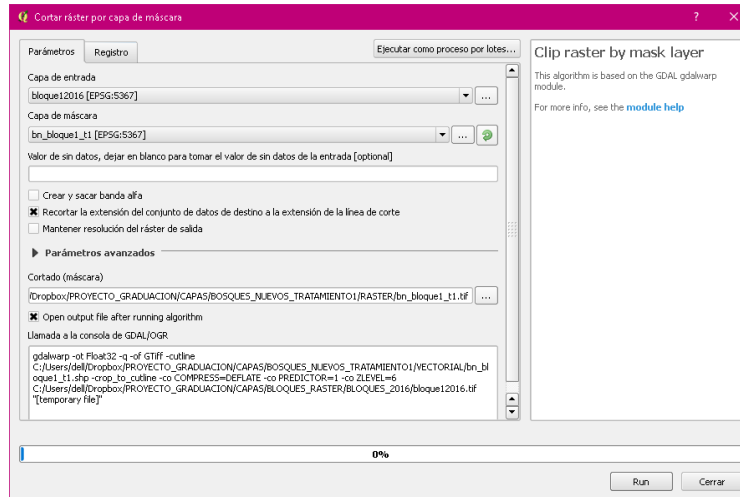 Cortar ráster por capa de máscara
Parámetros
Registro
Ejecutar como proceso por lotes...
Capa de entrada
bloque12016 [EPSG:5367]
...
Capa de máscara
bn_bloque1_t1 [EPSG:5367]
...
Valor de sin datos, dejar en blanco para tomar el valor de sin datos de la entrada [optional]
Crear y sacar banda alfa
Recortar la extensión del conjunto de datos de destino a la extensión de la línea de corte
Mantener resolución del ráster de salida
Parámetros avanzados
Cortado (máscara)
/Dropbox/PROYECTO_GRADUACION/CAPAS/BOSQUES_NUEVOS_TRATAMIENTO1/RASTER/bn_bloque1_t1.tif
...
Open output file after running algorithm
Llamada a la consola de GDAL/OGR
gdalwarp -ot Float32 -q -of GTiff -cutline
C:/Users/dell/Dropbox/PROYECTO_GRADUACION/CAPAS/BOSQUES_NUEVOS_TRATAMIENTO1/VECTORIAL/bn_bl
oque1_t1.shp -crop_to_cutline -co COMPRESS=DEFLATE -co PREDICTOR=1 -co ZLEVEL=6
C:/Users/dell/Dropbox/PROYECTO_GRADUACION/CAPAS/BLOQUES_RASTER/BLOQUES_2016/bloque12016.tif
"[temporary file]"
Clip raster by mask layer
This algorithm is based on the GDAL gdalwarp
module.
For more info, see the module help
0%
Run
Cerrar